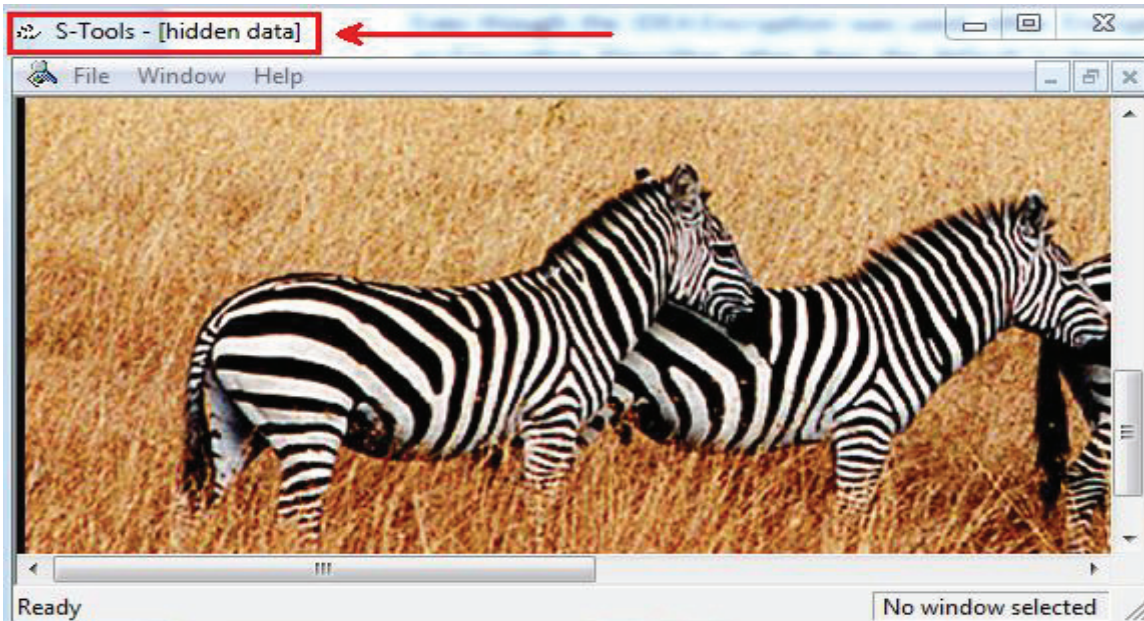 S-Tools - [hidden data]
File Window Help
Ready
No window selected